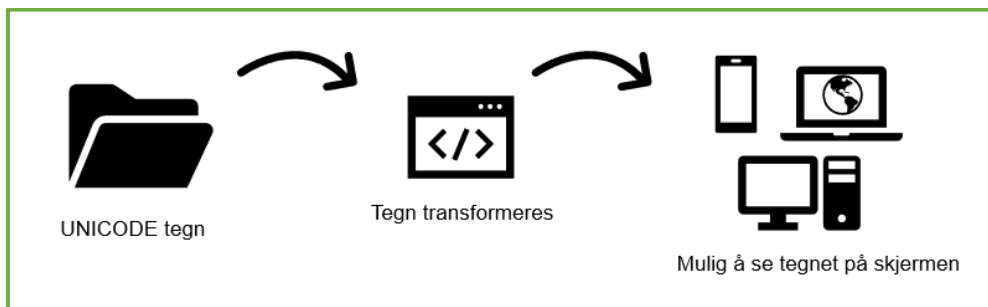 UNICODE tegn
</>
Tegn transformeres
Mulig å se tegnet på skjermen